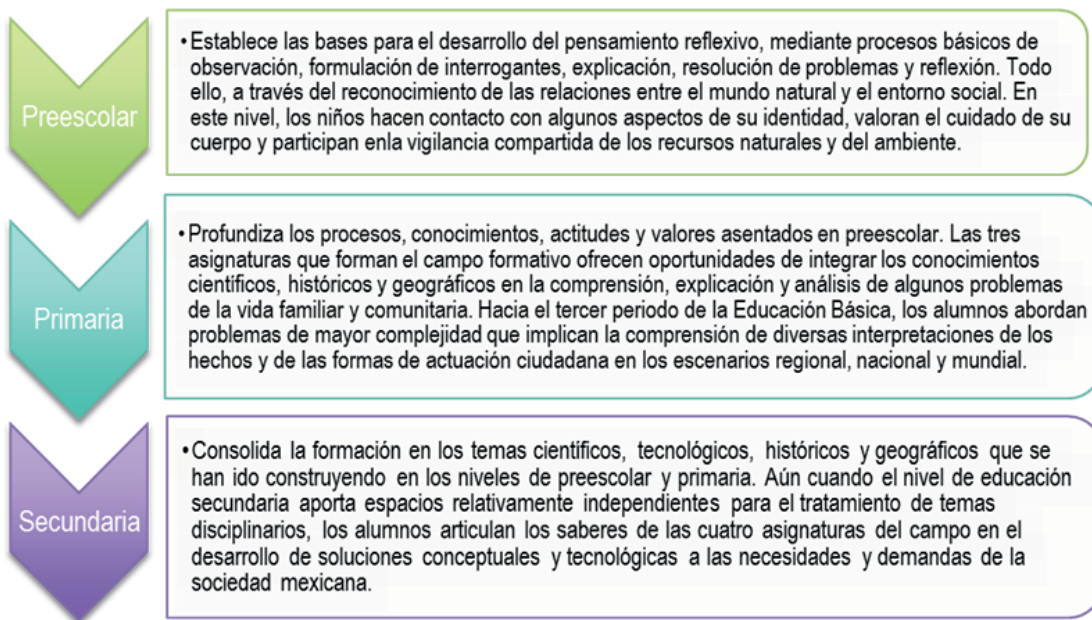 Preescolar
•Establece las bases para el desarrollo del pensamiento reflexivo, mediante procesos básicos de
observación, formulación de interrogantes, explicación, resolución de problemas y reflexión. Todo
ello, a través del reconocimiento de las relaciones entre el mundo natural y el entorno social. En
este nivel, los niños hacen contacto con algunos aspectos de su identidad, valoran el cuidado de su
cuerpo y participan enla vigilancia compartida de los recursos naturales y del ambiente.
Primaria
•Profundiza los procesos, conocimientos, actitudes y valores asentados en preescolar. Las tres
asignaturas que forman el campo formativo ofrecen oportunidades de integrar los conocimientos
científicos, históricos y geográficos en la comprensión, explicación y análisis de algunos problemas
de la vida familiar y comunitaria. Hacia el tercer periodo de la Educación Básica, los alumnos abordan
problemas de mayor complejidad que implican la comprensión de diversas interpretaciones de los
hechos y de las formas de actuación ciudadana en los escenarios regional, nacional y mundial.
Secundaria
•Consolida la formación en los temas científicos, tecnológicos, históricos y geográficos que se
han ido construyendo en los niveles de preescolar y primaria. Aún cuando el nivel de educación
secundaria aporta espacios relativamente independientes para el tratamiento de temas
disciplinarios, los alumnos articulan los saberes de las cuatro asignaturas del campo en el
desarrollo de soluciones conceptuales y tecnológicas a las necesidades y demandas de la
sociedad mexicana.